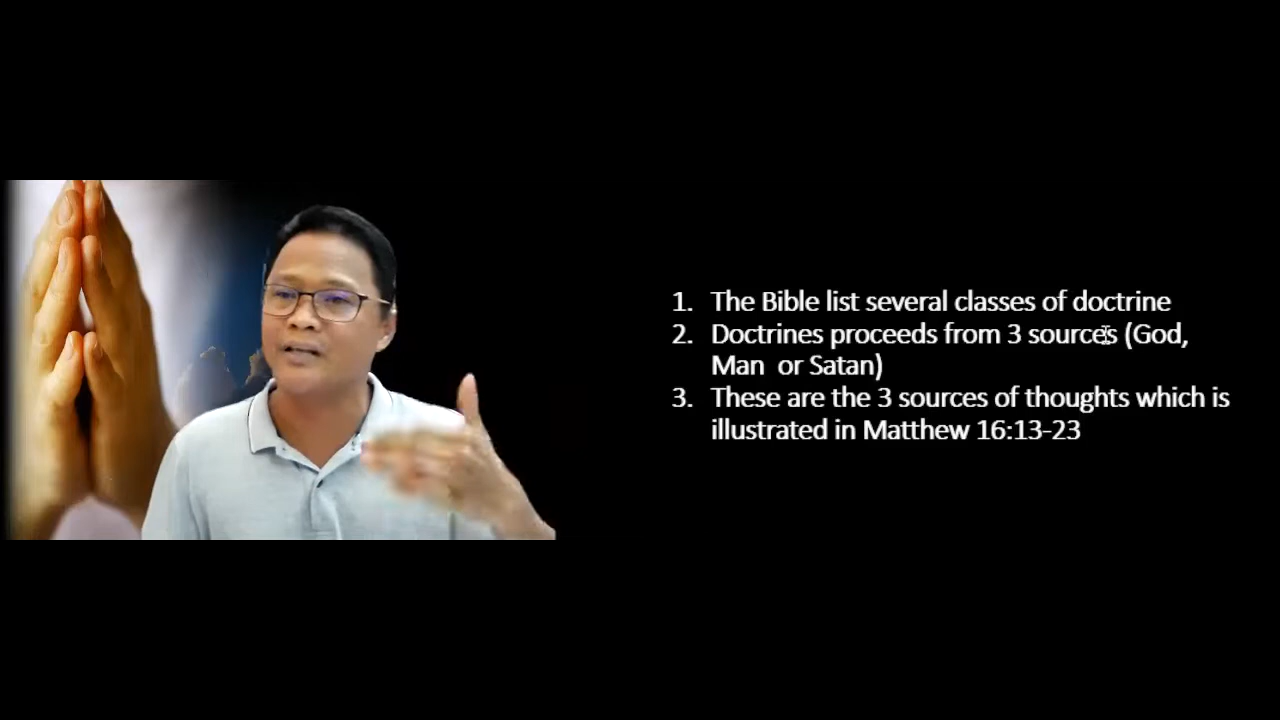 1. The Bible list several classes of doctrine
2. Doctrines proceeds from 3 sources (God,
Man or Satan)
3. These are the 3 sources of thoughts which is
illustrated in Matthew 16:13-23